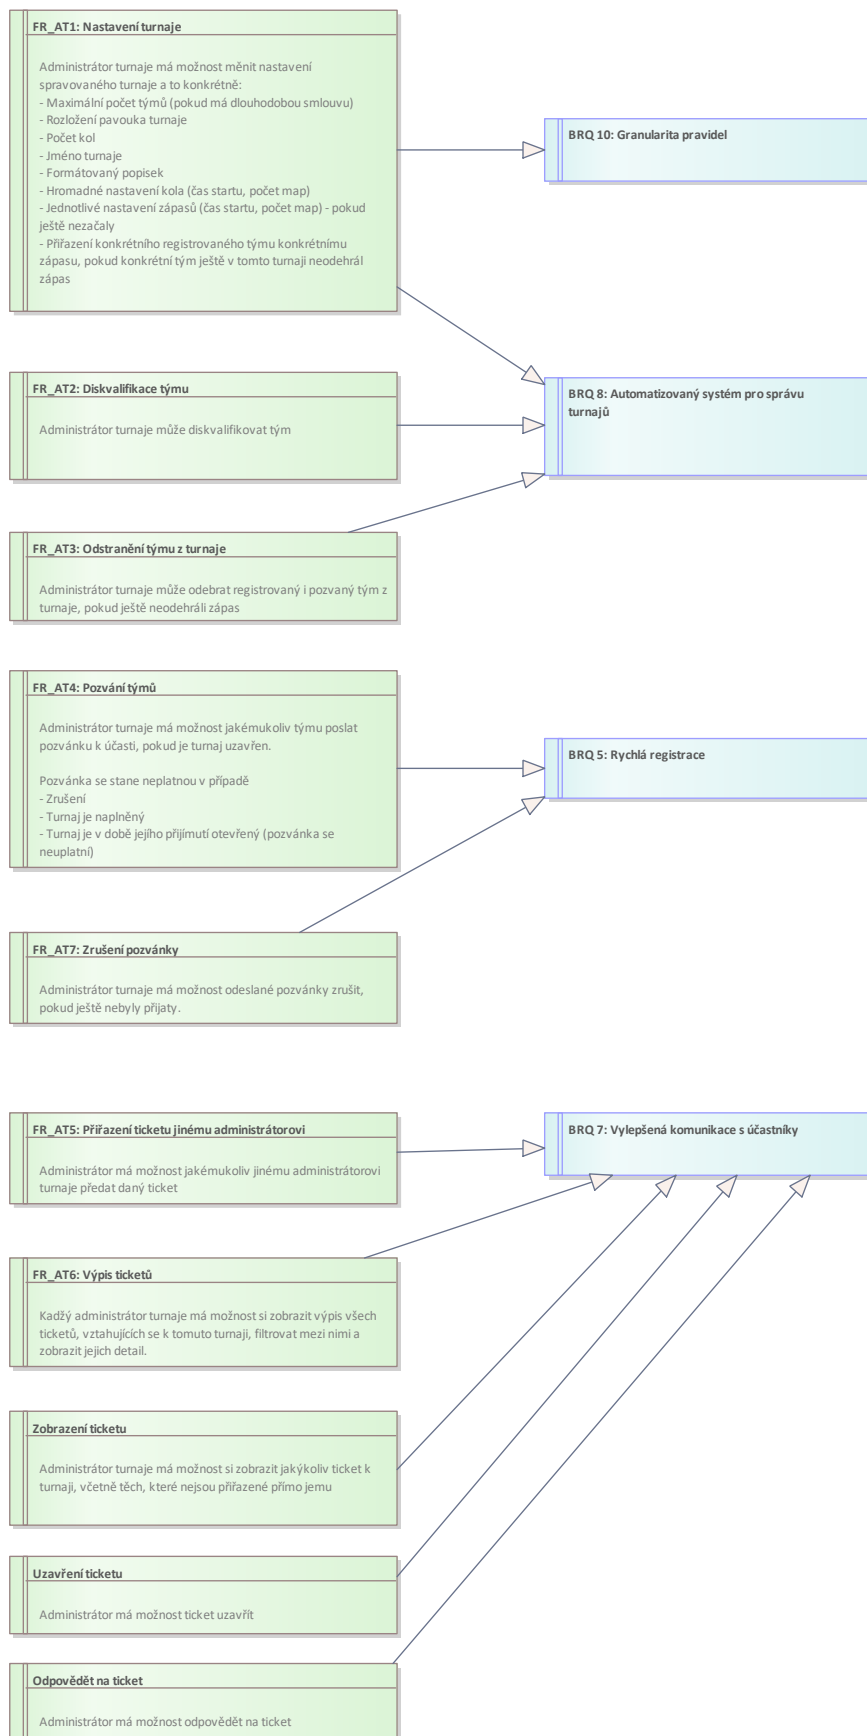 FR_AT1: Nastavení turnaje
Administrátor turnaje má možnost měnit nastavení
spravovaného turnaje a to konkrétně:
- Maximální počet týmů (pokud má dlouhodobou smlouvu)
- Rozložení pavouka turnaje
- Počet kol
- Jméno turnaje
- Formátovaný popisek
- Hromadné nastavení kola (čas startu, počet map)
- Jednotlivé nastavení zápasů (čas startu, počet map) - pokud
ještě nezačaly
- Přiřazení konkrétního registrovaného týmu konkrétnímu
zápasu, pokud konkrétní tým ještě v tomto turnaji neodehrál
zápas
BRQ 10: Granularita pravidel
FR_AT2: Diskvalifikace týmu
Administrátor turnaje může diskvalifikovat tým
BRQ 8: Automatizovaný systém pro správu
turnajů
FR_AT3: Odstranění týmu z turnaje
Administrátor turnaje může odebrat registrovaný i pozvaný tým z
turnaje, pokud ještě neodehráli zápas
FR_AT4: Pozvání týmů
Administrátor turnaje má možnost jakémukoliv týmu poslat
pozvánku k účasti, pokud je turnaj uzavřen.
Pozvánka se stane neplatnou v případě
- Zrušení
- Turnaj je naplněný
- Turnaj je v době jejího přijímutí otevřený (pozvánka se
neuplatní)
BRQ 5: Rychlá registrace
FR_AT7: Zrušení pozvánky
Administrátor turnaje má možnost odeslané pozvánky zrušit,
pokud ještě nebyly přijaty.
FR_AT5: Přiřazení ticketu jinému administrátorovi
Administrátor má možnost jakémukoliv jinému administrátorovi
turnaje předat daný ticket
BRQ 7: Vylepšená komunikace s účastníky
FR_AT6: Výpis ticketů
Kadžý administrátor turnaje má možnost si zobrazit výpis všech
ticketů, vztahujících se k tomuto turnaji, filtrovat mezi nimi a
zobrazit jejich detail.
Zobrazení ticketu
Administrátor turnaje má možnost si zobrazit jakýkoliv ticket k
turnaji, včetně těch, které nejsou přiřazené přímo jemu
Uzavření ticketu
Administrátor má možnost ticket uzavřít
Odpovědět na ticket
Administrátor má možnost odpovědět na ticket